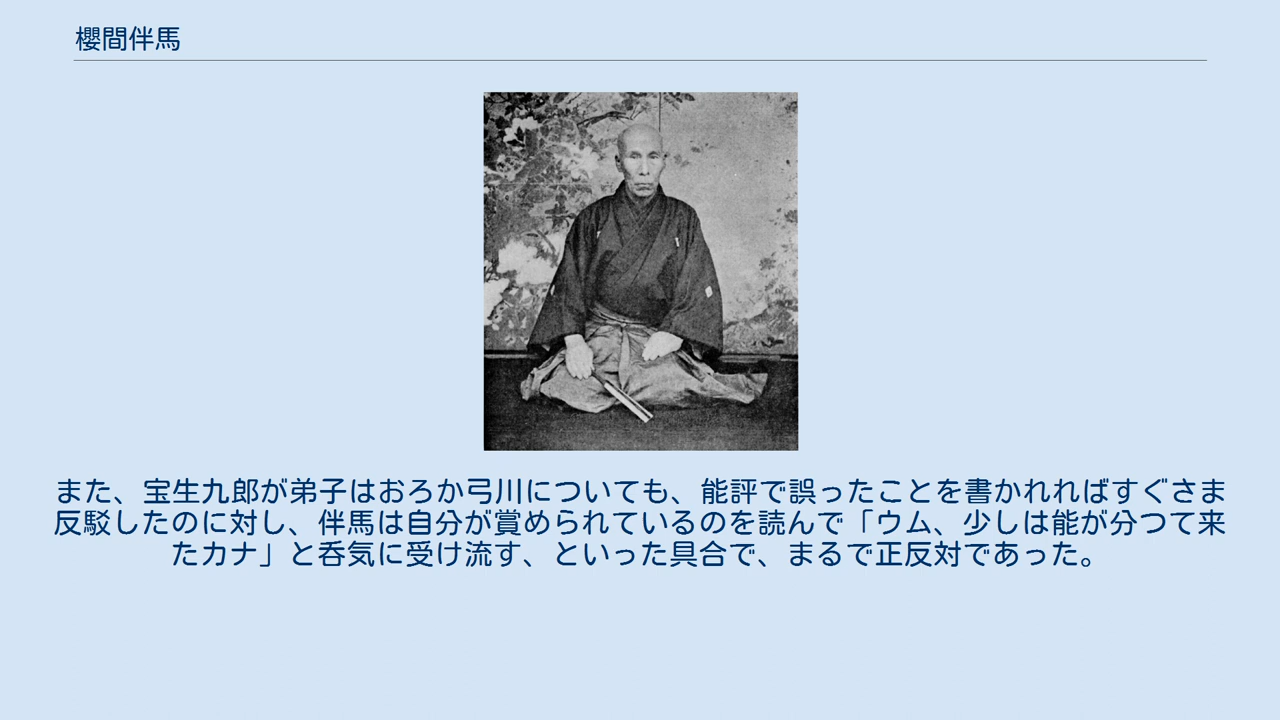 櫻間伴馬
また、宝生九郎が弟子はおろか弓川についても、能評で誤ったことを書かれればすぐさま
反駁したのに対し、伴馬は自分が賞められているのを読んで「ウム、少しは能が分つて来
たカナ」と呑気に受け流す、といった具合で、まるで正反対であった。